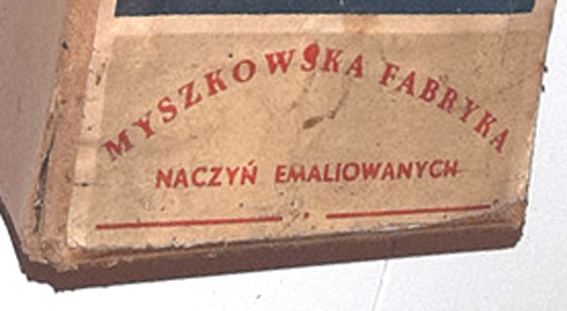 MYSZKOWSKA FABRYKA
NACZYŃ EMALIOWANYCH